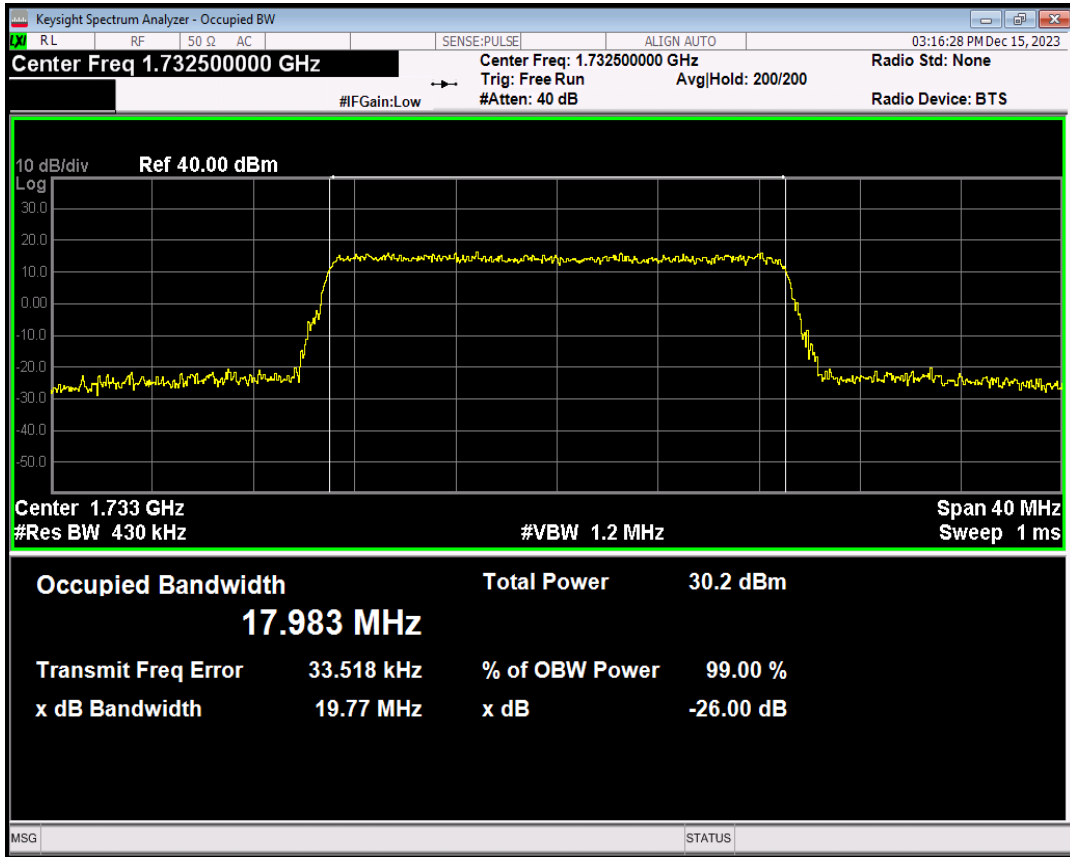 Keysight Spectrum Analyzer - Occupied BW
LXI RL RF 50 Ω AC SENSE:PULSE ALIGN AUTO 03:16:28 PM Dec 15, 2023
Center Freq 1.732500000 GHz
Center Freq: 1.732500000 GHz Radio Std: None
Trig: Free Run Avg|Hold: 200/200
#IFGain:Low #Atten: 40 dB Radio Device: BTS
10 dB/div Ref 40.00 dBm
Log
30.0
20.0
10.0
0.00
-10.0
-20.0
-30.0
-40.0
-50.0
Center 1.733 GHz Span 40 MHz
#Res BW 430 kHz #VBW 1.2 MHz Sweep 1 ms
Occupied Bandwidth Total Power 30.2 dBm
17.983 MHz
Transmit Freq Error 33.518 kHz % of OBW Power 99.00 %
x dB Bandwidth 19.77 MHz x dB -26.00 dB
MSG STATUS